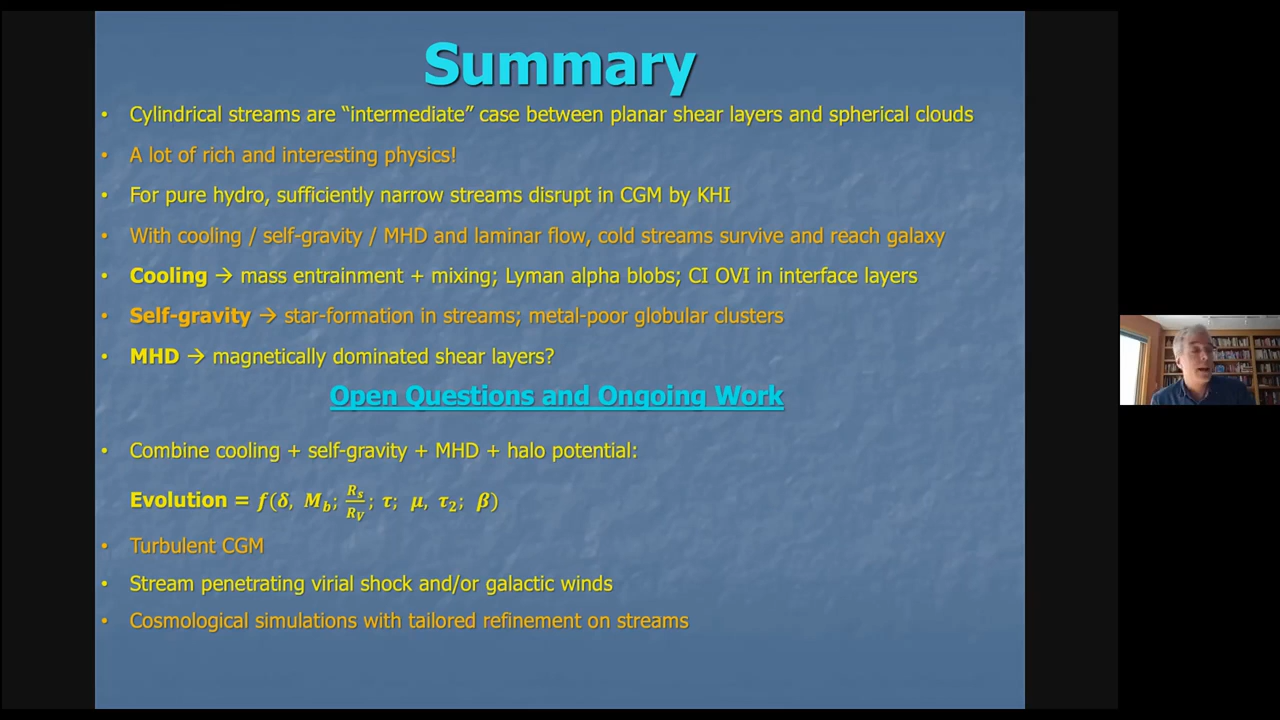 Summary
• Cylindrical streams are “intermediate” case between planar shear layers and spherical clouds
• A lot of rich and interesting physics!
• For pure hydro, sufficiently narrow streams disrupt in CGM by KHI
• With cooling / self-gravity / MHD and laminar flow, cold streams survive and reach galaxy
• Cooling → mass entrainment + mixing; Lyman alpha blobs; CI OVI in interface layers
• Self-gravity → star-formation in streams; metal-poor globular clusters
• MHD → magnetically dominated shear layers?
Open Questions and Ongoing Work
• Combine cooling + self-gravity + MHD + halo potential:
Evolution = f(δ, M_b; R_s/R_V; τ; μ, τ_2; β)
• Turbulent CGM
• Stream penetrating virial shock and/or galactic winds
• Cosmological simulations with tailored refinement on streams